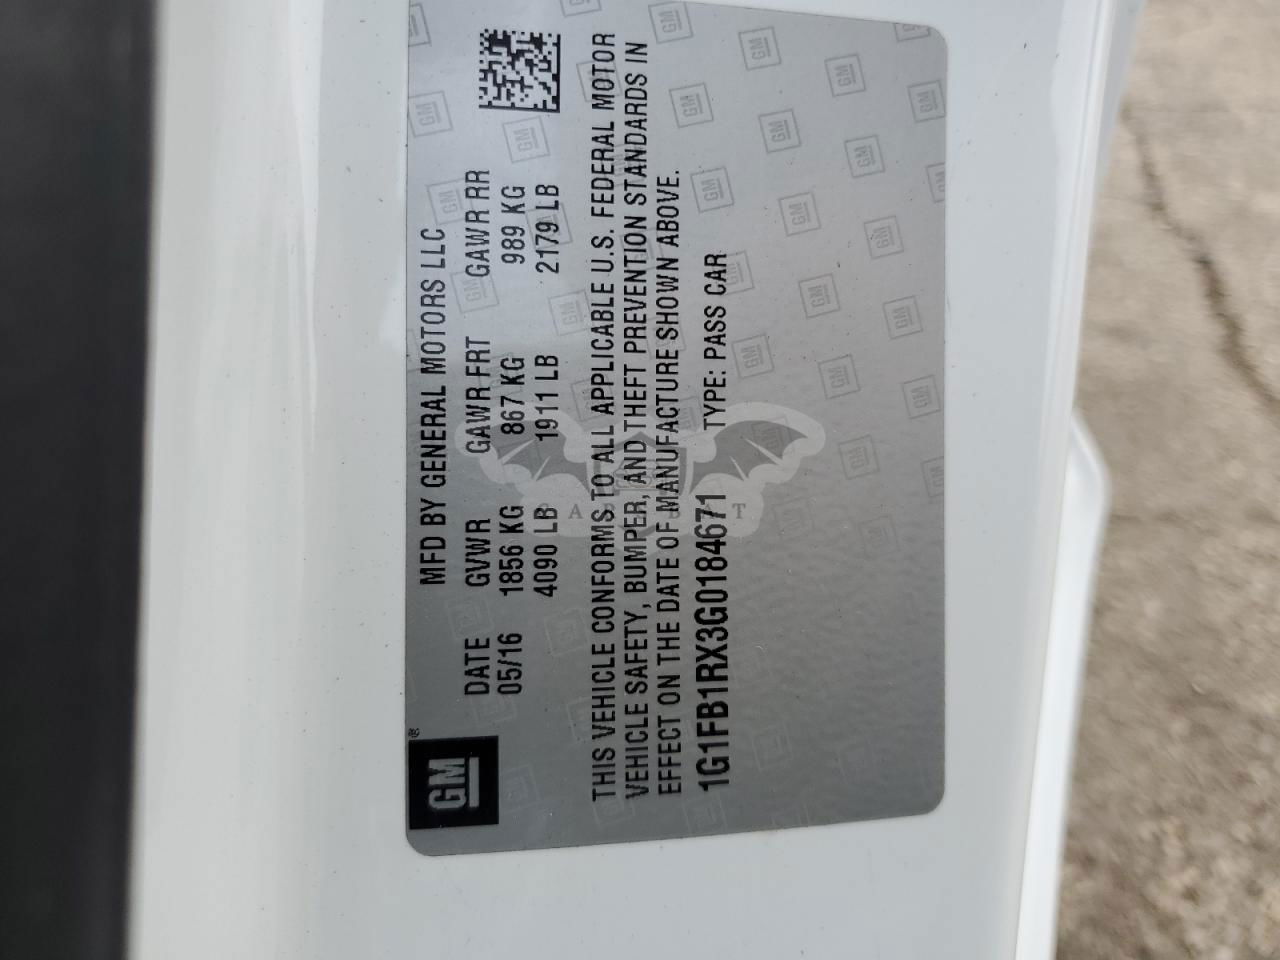 GM®
MFD BY GENERAL MOTORS LLC
DATE GVWR GAWR FRT GAWR RR
05/16 1856 KG 867 KG 989 KG
4090 LB 1911 LB 2179 LB
THIS VEHICLE CONFORMS TO ALL APPLICABLE U.S. FEDERAL MOTOR
VEHICLE SAFETY, BUMPER, AND THEFT PREVENTION STANDARDS IN
EFFECT ON THE DATE OF MANUFACTURE SHOWN ABOVE.
1G1FB1RX3G0184671 TYPE: PASS CAR